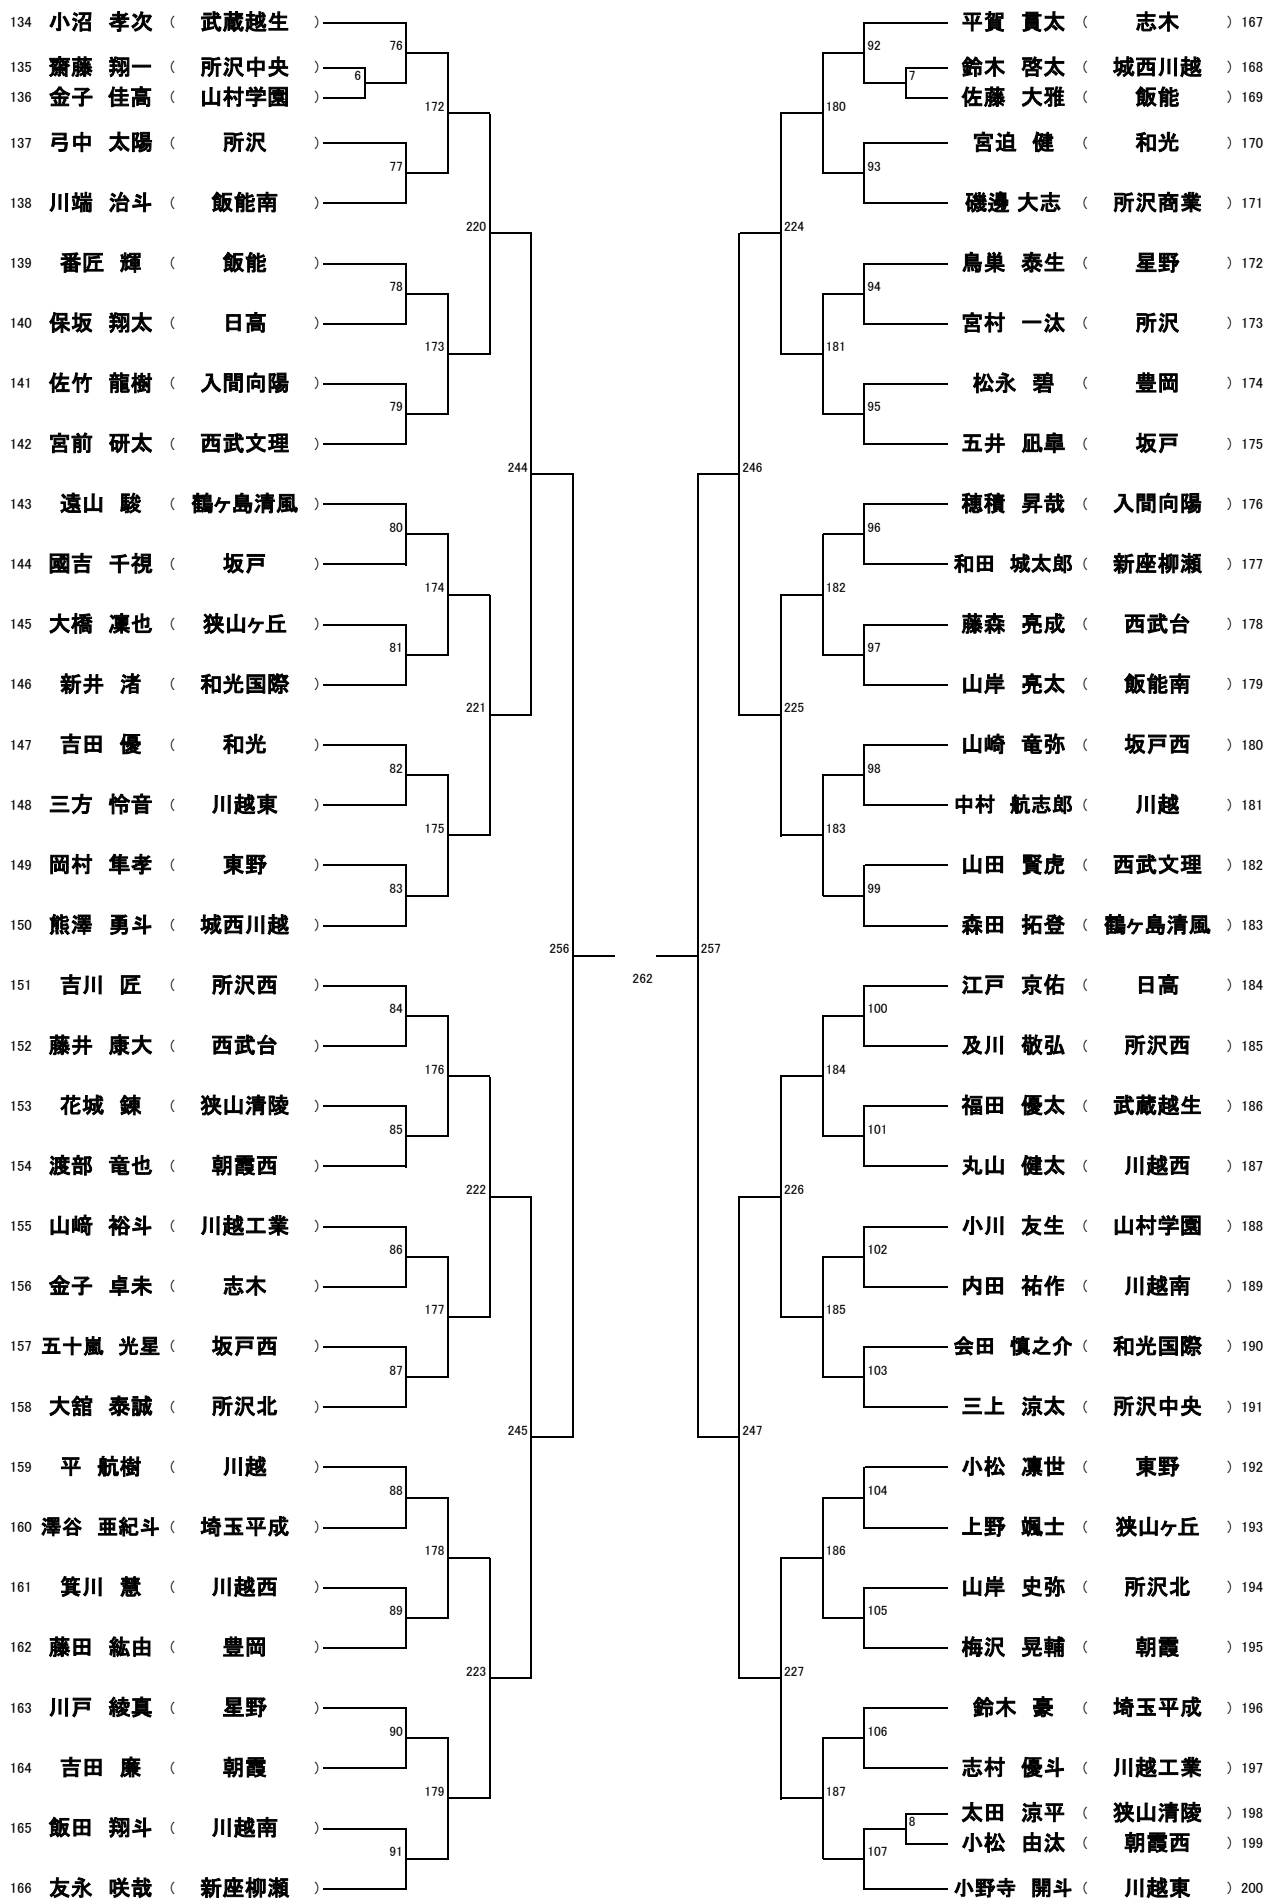 134 小沼 孝次 ( 武蔵越生 )
135 齋藤 翔一 ( 所沢中央 )
136 金子 佳高 ( 山村学園 )
137 弓中 太陽 ( 所沢 )
138 川端 治斗 ( 飯能南 )
139 番匠 輝 ( 飯能 )
140 保坂 翔太 ( 日高 )
141 佐竹 龍樹 ( 入間向陽 )
142 宮前 研太 ( 西武文理 )
143 遠山 駿 ( 鶴ヶ島清風 )
144 國吉 千視 ( 坂戸 )
145 大橋 凜也 ( 狭山ヶ丘 )
146 新井 渚 ( 和光国際 )
147 吉田 優 ( 和光 )
148 三方 怜音 ( 川越東 )
149 岡村 隼孝 ( 東野 )
150 熊澤 勇斗 ( 城西川越 )
151 吉川 匠 ( 所沢西 )
152 藤井 康大 ( 西武台 )
153 花城 錬 ( 狭山清陵 )
154 渡部 竜也 ( 朝霞西 )
155 山﨑 裕斗 ( 川越工業 )
156 金子 卓未 ( 志木 )
157 五十嵐 光星 ( 坂戸西 )
158 大舘 泰誠 ( 所沢北 )
159 平 航樹 ( 川越 )
160 澤谷 亜紀斗 ( 埼玉平成 )
161 箕川 慧 ( 川越西 )
162 藤田 紘由 ( 豊岡 )
163 川戸 綾真 ( 星野 )
164 吉田 廉 ( 朝霞 )
165 飯田 翔斗 ( 川越南 )
166 友永 咲哉 ( 新座柳瀬 )
76
6
172
77
220
78
173
79
244
80
174
81
221
82
175
83
256
84
176
85
222
86
177
87
245
88
178
89
223
90
179
91
262
92
7
180
93
224
94
181
95
246
96
182
97
225
98
183
99
257
100
184
101
226
102
185
103
247
104
186
105
227
106
187
8
107
平賀 貫太 ( 志木 ) 167
鈴木 啓太 ( 城西川越 ) 168
佐藤 大雅 ( 飯能 ) 169
宮迫 健 ( 和光 ) 170
磯邊 大志 ( 所沢商業 ) 171
鳥巣 泰生 ( 星野 ) 172
宮村 一汰 ( 所沢 ) 173
松永 碧 ( 豊岡 ) 174
五井 凪皐 ( 坂戸 ) 175
穂積 昇哉 ( 入間向陽 ) 176
和田 城太郎 ( 新座柳瀬 ) 177
藤森 亮成 ( 西武台 ) 178
山岸 亮太 ( 飯能南 ) 179
山崎 竜弥 ( 坂戸西 ) 180
中村 航志郎 ( 川越 ) 181
山田 賢虎 ( 西武文理 ) 182
森田 拓登 ( 鶴ヶ島清風 ) 183
江戸 京佑 ( 日高 ) 184
及川 敬弘 ( 所沢西 ) 185
福田 優太 ( 武蔵越生 ) 186
丸山 健太 ( 川越西 ) 187
小川 友生 ( 山村学園 ) 188
内田 祐作 ( 川越南 ) 189
会田 慎之介 ( 和光国際 ) 190
三上 涼太 ( 所沢中央 ) 191
小松 凜世 ( 東野 ) 192
上野 颯士 ( 狭山ヶ丘 ) 193
山岸 史弥 ( 所沢北 ) 194
梅沢 晃輔 ( 朝霞 ) 195
鈴木 豪 ( 埼玉平成 ) 196
志村 優斗 ( 川越工業 ) 197
太田 涼平 ( 狭山清陵 ) 198
小松 由汰 ( 朝霞西 ) 199
小野寺 開斗 ( 川越東 ) 200